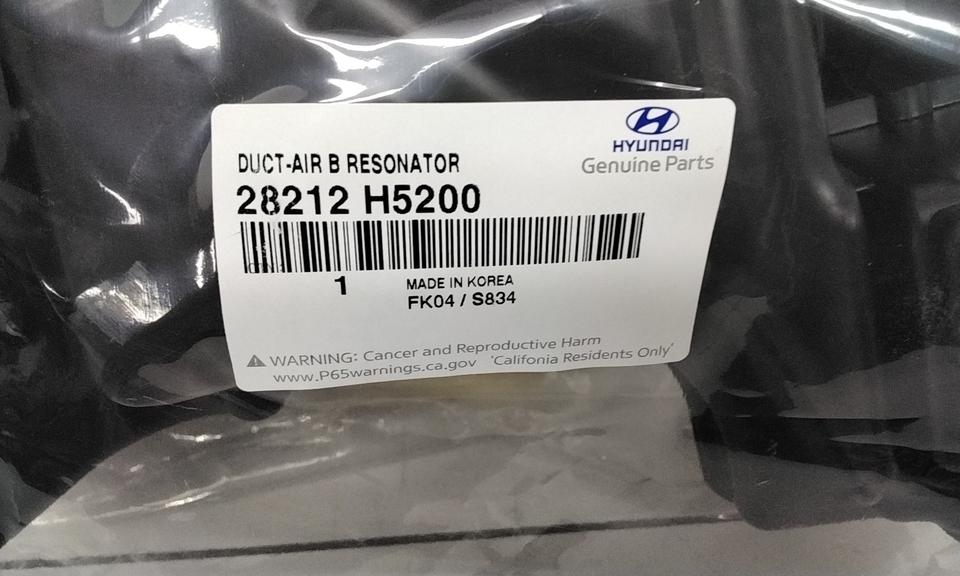 HYUNDAI
Genuine Parts
DUCT-AIR B RESONATOR
28212 H5200
1
MADE IN KOREA
FK04 / S834
WARNING: Cancer and Reproductive Harm
www.P65warnings.ca.gov 'Califonia Residents Only'